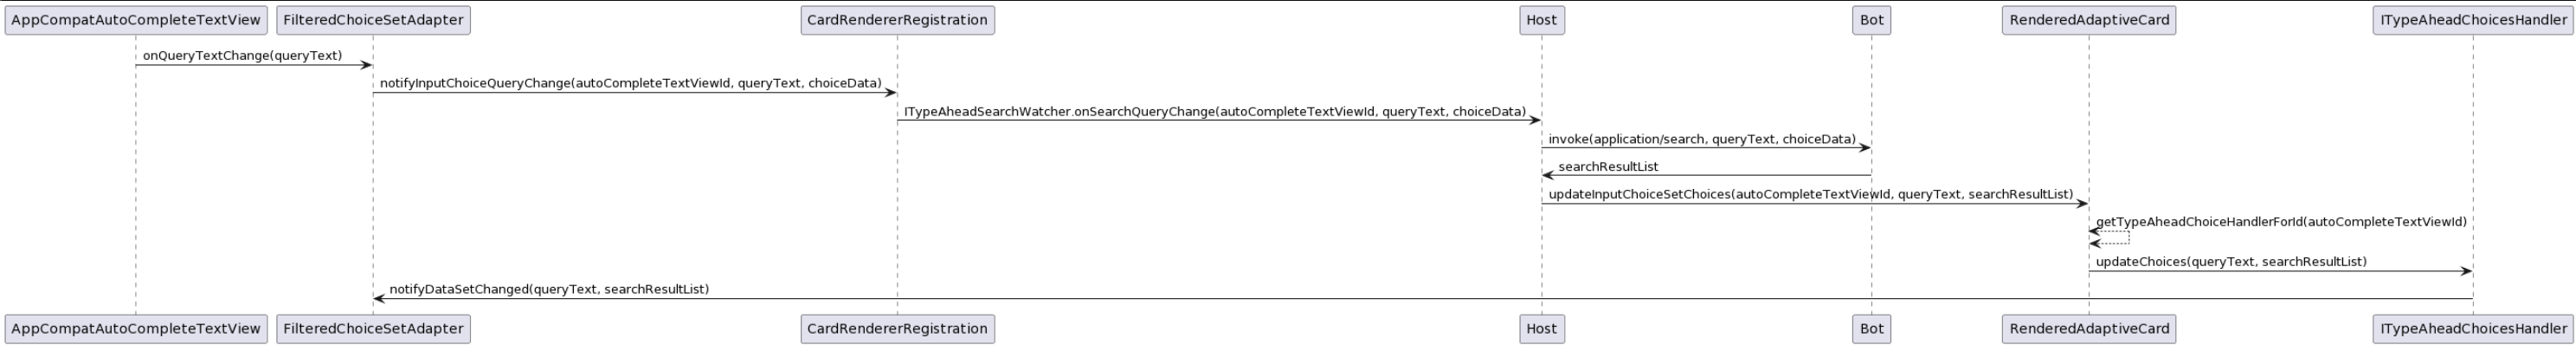 AppCompatAutoCompleteTextView
FilteredChoiceSetAdapter
CardRendererRegistration
Host
Bot
RenderedAdaptiveCard
ITypeAheadChoicesHandler
onQueryTextChange(queryText)
notifyInputChoiceQueryChange(autoCompleteTextViewId, queryText, choiceData)
ITypeAheadSearchWatcher.onSearchQueryChange(autoCompleteTextViewId, queryText, choiceData)
invoke(application/search, queryText, choiceData)
searchResultList
updateInputChoiceSetChoices(autoCompleteTextViewId, queryText, searchResultList)
getTypeAheadChoiceHandlerForId(autoCompleteTextViewId)
updateChoices(queryText, searchResultList)
notifyDataSetChanged(queryText, searchResultList)
AppCompatAutoCompleteTextView
FilteredChoiceSetAdapter
CardRendererRegistration
Host
Bot
RenderedAdaptiveCard
ITypeAheadChoicesHandler